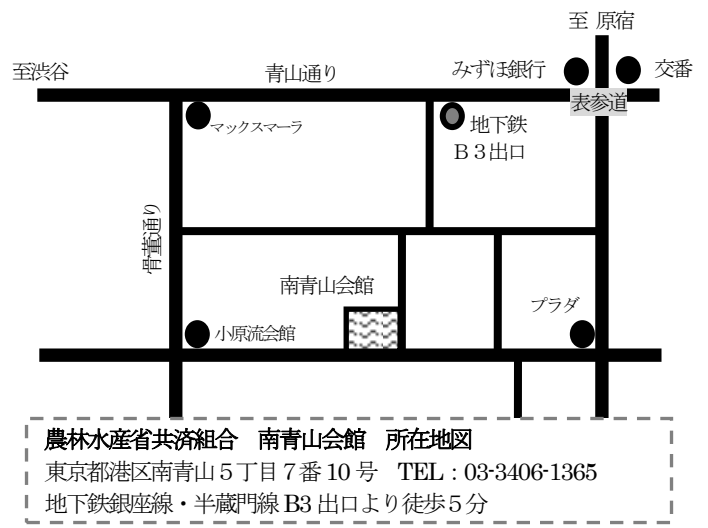 至 原宿
至渋谷
青山通り
みずほ銀行
交番
表参道
マックスマーラ
地下鉄
Ｂ３出口
骨董通り
南青山会館
プラダ
小原流会館
農林水産省共済組合　南青山会館　所在地図
東京都港区南青山５丁目７番 10 号　TEL：03-3406-1365
地下鉄銀座線・半蔵門線 B3 出口より徒歩５分